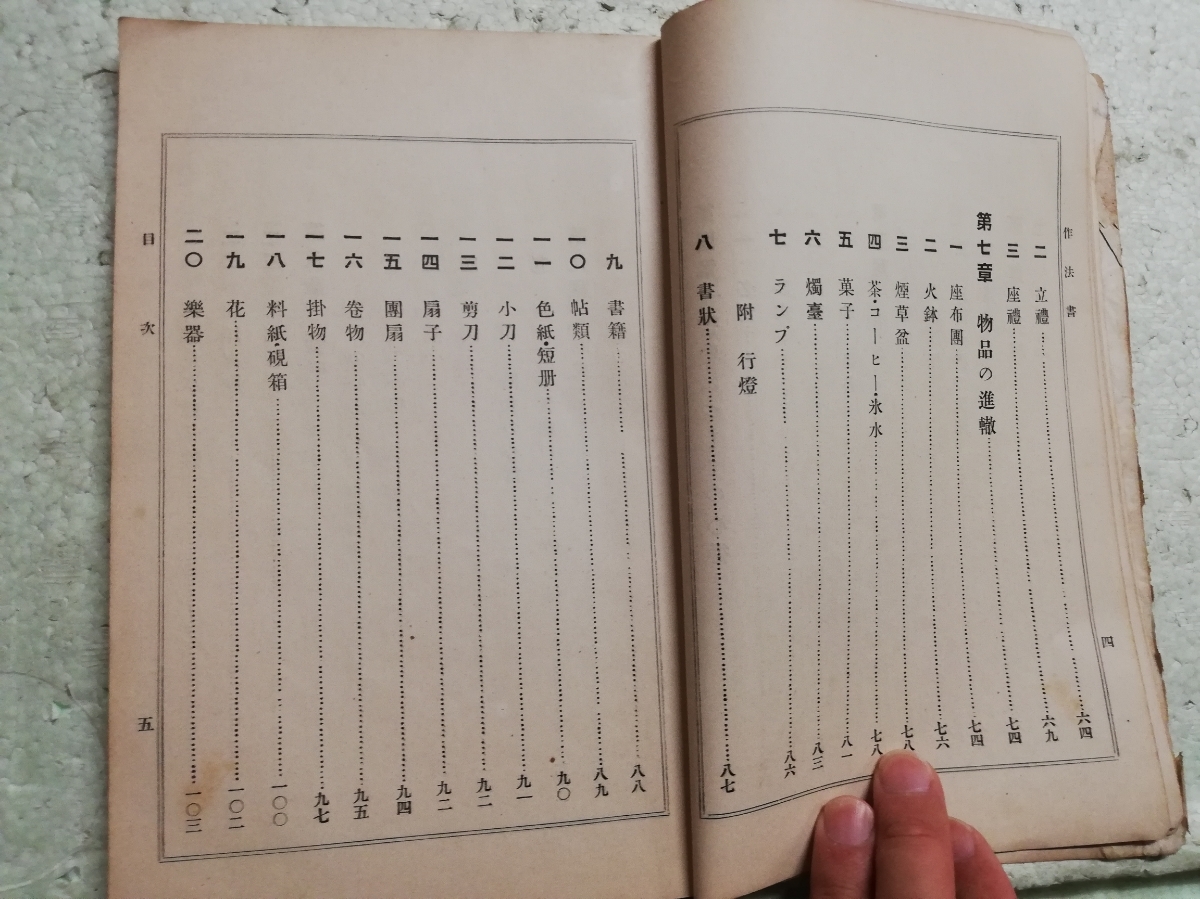 作法書
二 立禮……六四
三 座禮……六九
第七章 物品の進轍……七四
一 座布團……七四
二 火鉢……七六
三 煙草盆……七八
四 茶・コーヒー・氷水……七八
五 菓子……八一
六 燭臺……八三
七 ランプ……八六
附 行燈
八 書狀……八七
四
九 書籍……八八
一〇 帖類……八九
一一 色紙・短册……九〇
一二 小刀……九一
一三 剪刀……九二
一四 扇子……九二
一五 團扇……九四
一六 卷物……九五
一七 掛物……九七
一八 料紙・硯箱……一〇〇
一九 花……一〇二
二〇 樂器……一〇三
目次
五